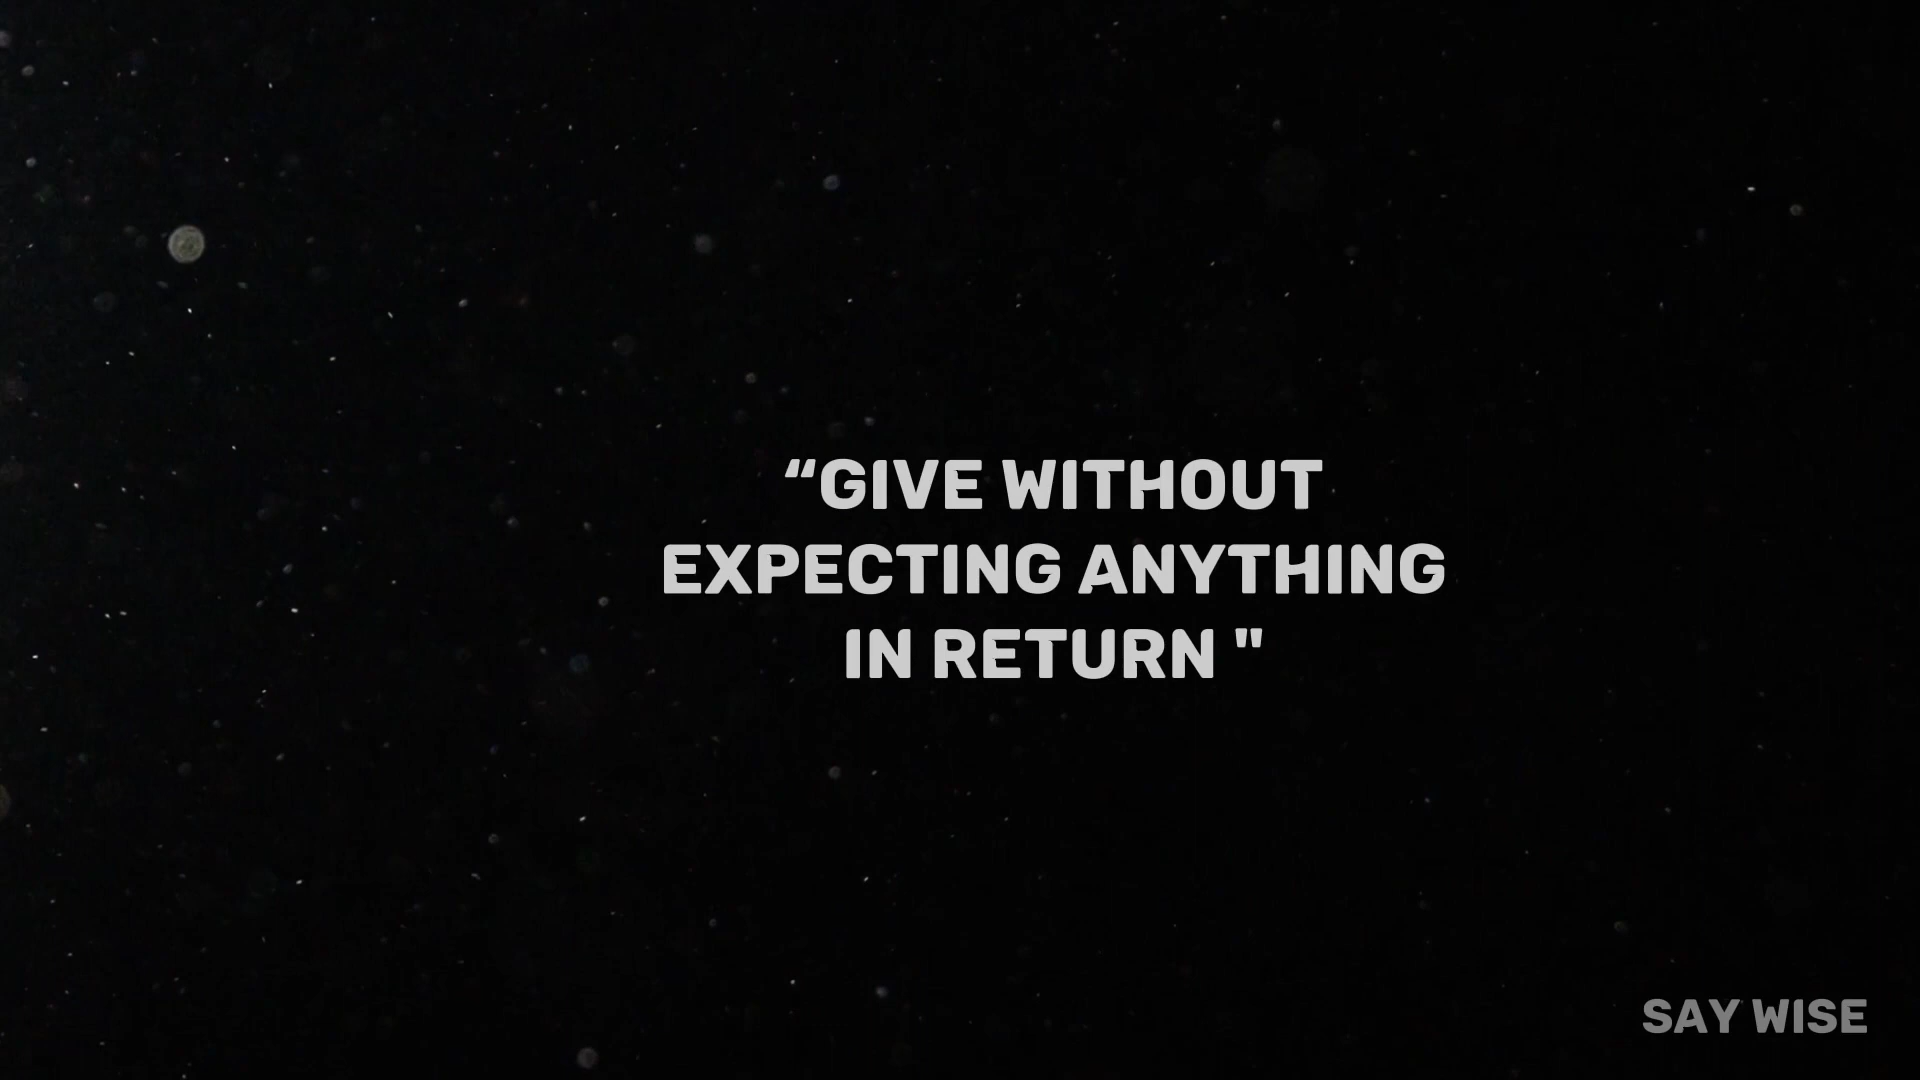 “GIVE WITHOUT
EXPECTING ANYTHING
IN RETURN "
SAY WISE